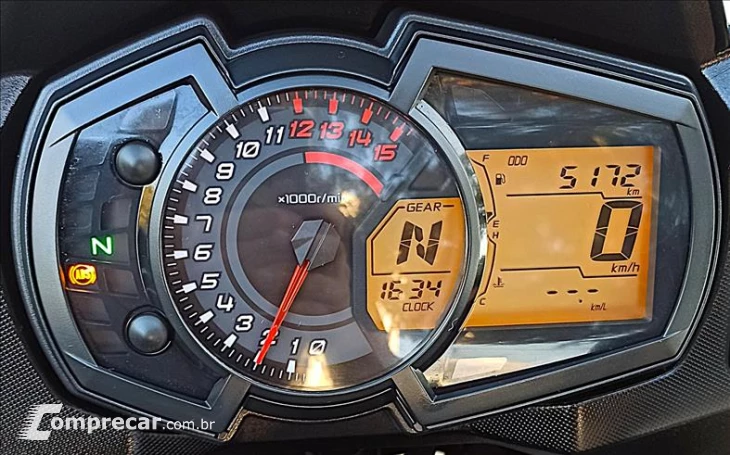 N
ABS
0
1
2
3
4
5
6
7
8
9
10
11
12
13
14
15
x1000r/mi
GEAR
N
16:34
CLOCK
F
ODO
5172
km
E
H
0
km/h
C
--.-
km/L
Comprecar.com.br